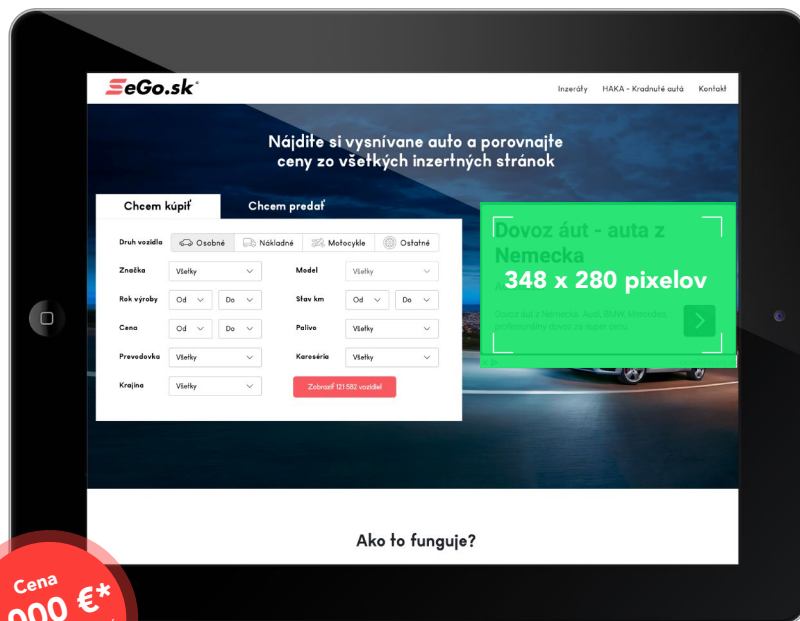 eGo.sk
Inzeráty HAKA - Kradnuté autá Kontakt
Nájdite si vysnívane auto a porovnajte
ceny zo všetkých inzertných stránok
Chcem kúpiť Chcem predať
Druh vozidla Osobné Nákladné Motocykle Ostatné
Značka Všetky Model Všetky
Rok výroby Od Do Stav km Od Do
Cena Od Do Palivo Všetky
Prevodovka Všetky Karoséria Všetky
Krajina Všetky Zobraziť 121 582 vozidiel
Dovoz áut - auta z
Nemecka
348 x 280 pixelov
Dovoz áut z Nemecka. Audi, BMW, Mercedes,
profesionálny dovoz za super cenu.
Ako to funguje?
Cena
000 €*